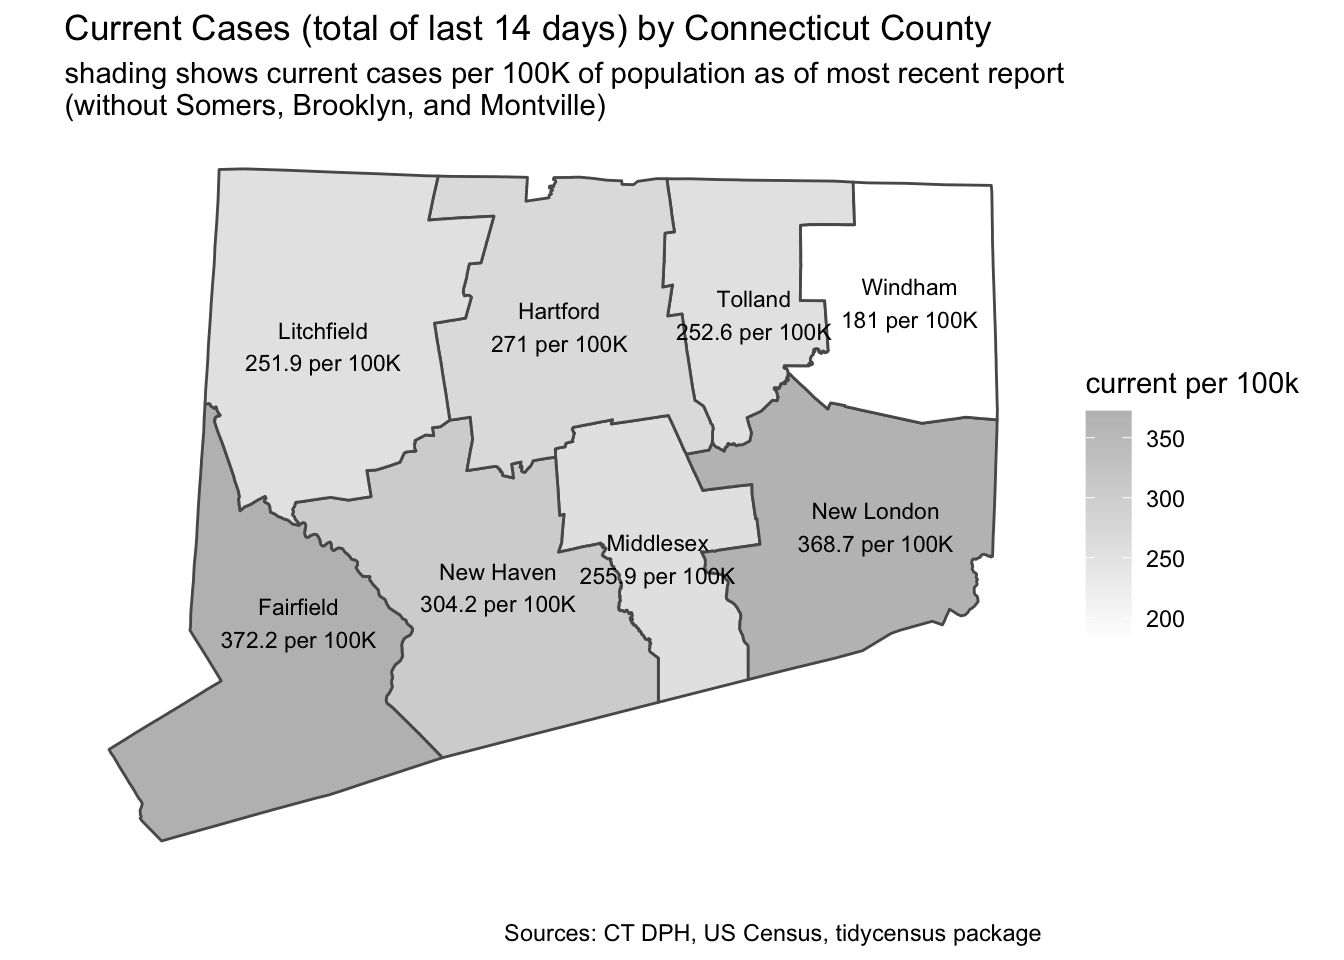 Current Cases (total of last 14 days) by Connecticut County
shading shows current cases per 100K of population as of most recent report
(without Somers, Brooklyn, and Montville)
Litchfield
251.9 per 100K
Hartford
271 per 100K
Tolland
252.6 per 100K
Windham
181 per 100K
Fairfield
372.2 per 100K
New Haven
304.2 per 100K
Middlesex
255.9 per 100K
New London
368.7 per 100K
current per 100k
350
300
250
200
Sources: CT DPH, US Census, tidycensus package